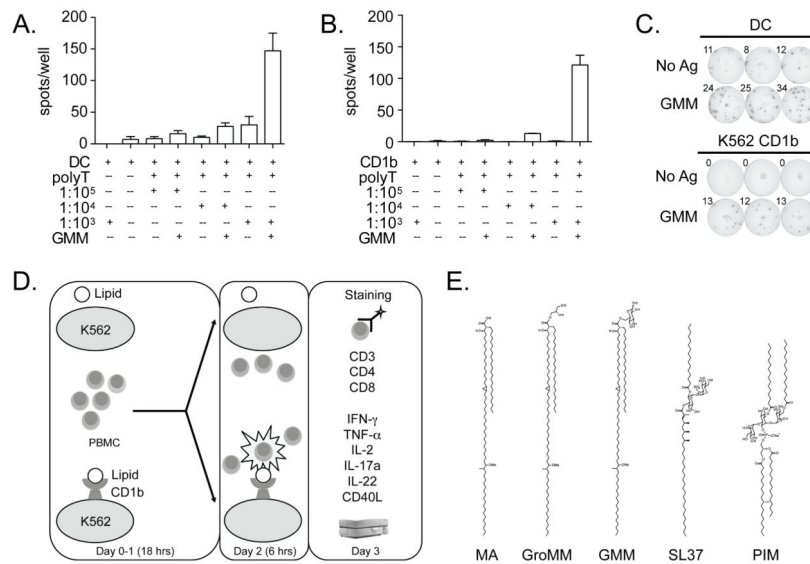 A.
200
150
100
50
0
spots/well
DC + + + + + + + +
polyT -- -- + + + + + +
1:10⁵ -- -- + + -- -- -- --
1:10⁴ -- -- -- -- + + -- --
1:10³ + -- -- -- -- -- + +
GMM -- -- -- + -- + -- +
B.
200
150
100
50
0
spots/well
CD1b + + + + + + + +
polyT -- -- + + + + + +
1:10⁵ -- -- + + -- -- -- --
1:10⁴ -- -- -- -- + + -- --
1:10³ + -- -- -- -- -- + +
GMM -- -- -- + -- + -- +
C.
DC
11 8 12
No Ag
24 25 34
GMM
K562 CD1b
0 0 0
No Ag
13 12 13
GMM
D.
Lipid
K562
PBMC
Lipid
CD1b
K562
Day 0-1 (18 hrs)
Day 2 (6 hrs)
Staining
CD3
CD4
CD8
IFN-γ
TNF-α
IL-2
IL-17a
IL-22
CD40L
Day 3
E.
MA GroMM GMM SL37 PIM